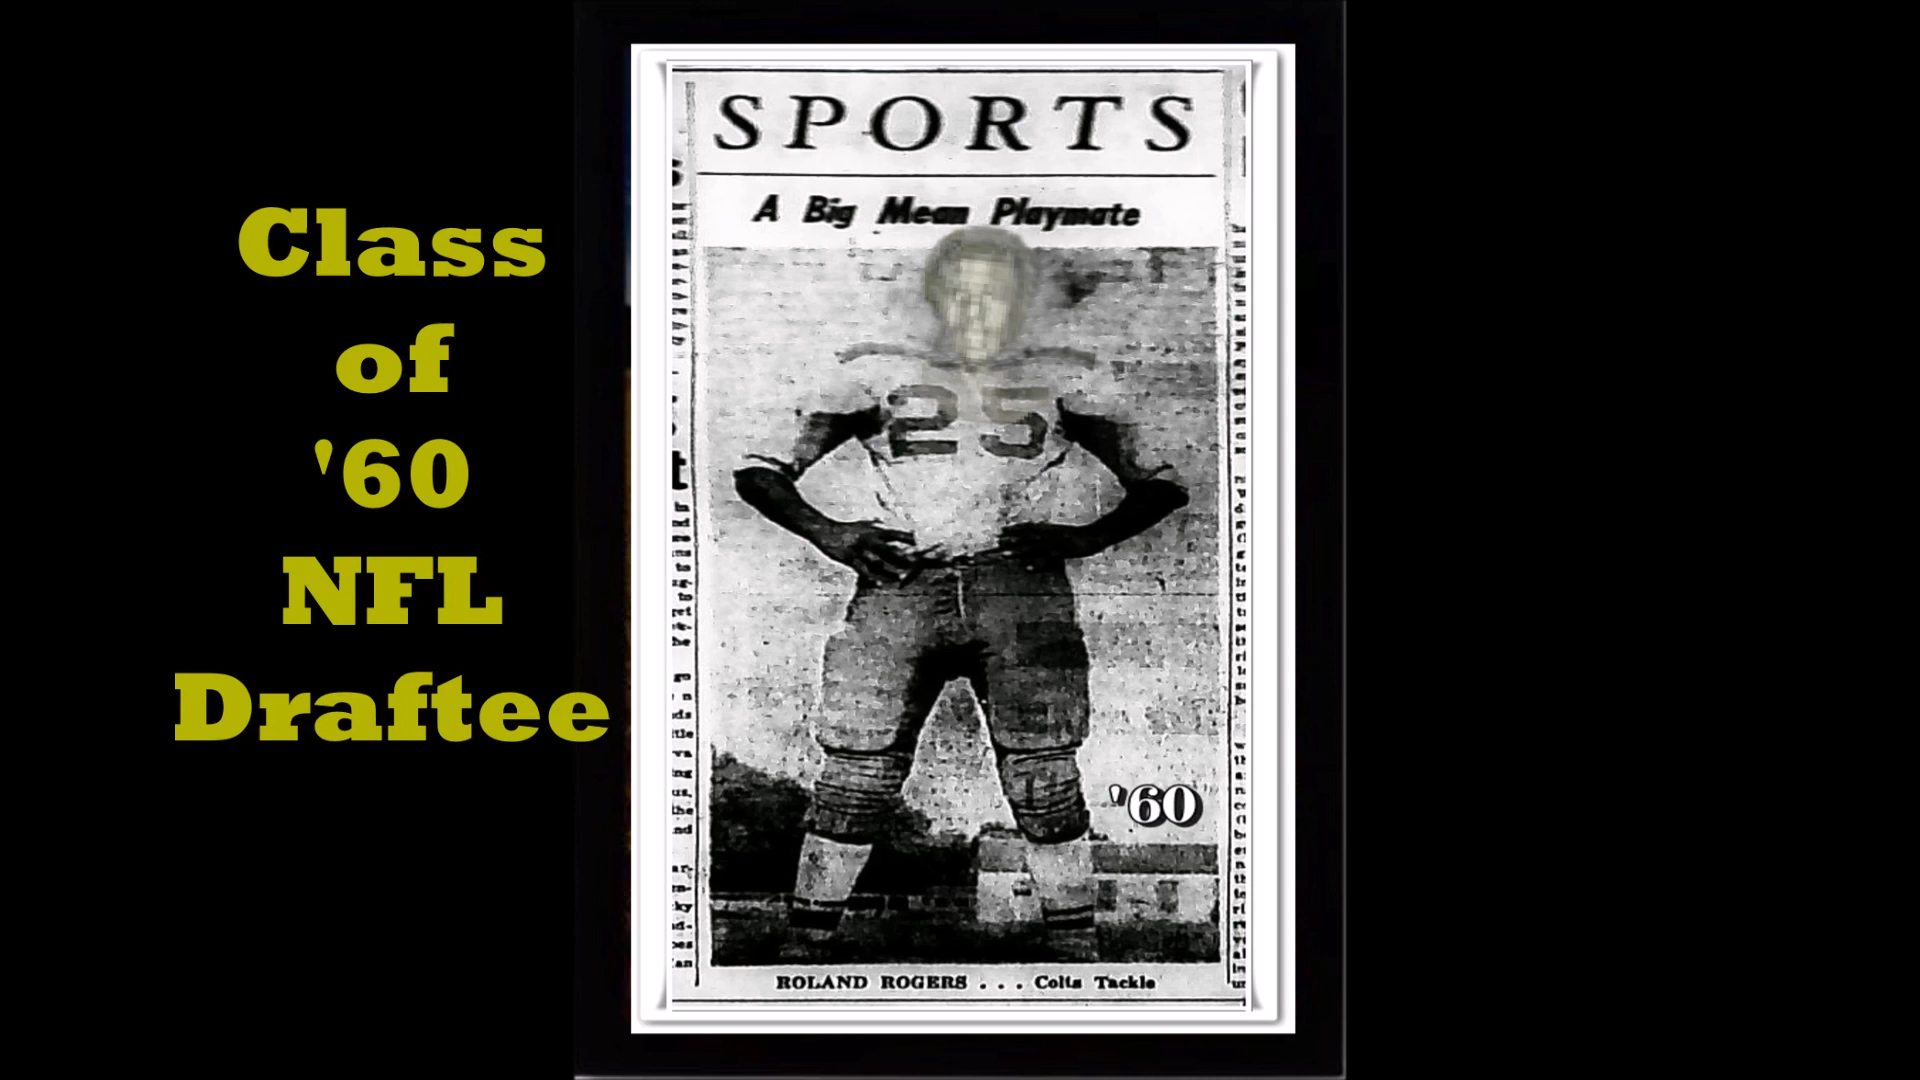 Class
of
'60
NFL
Draftee
SPORTS
A Big Mean Playmate
25
'60
ROLAND ROGERS . . . Colts Tackle